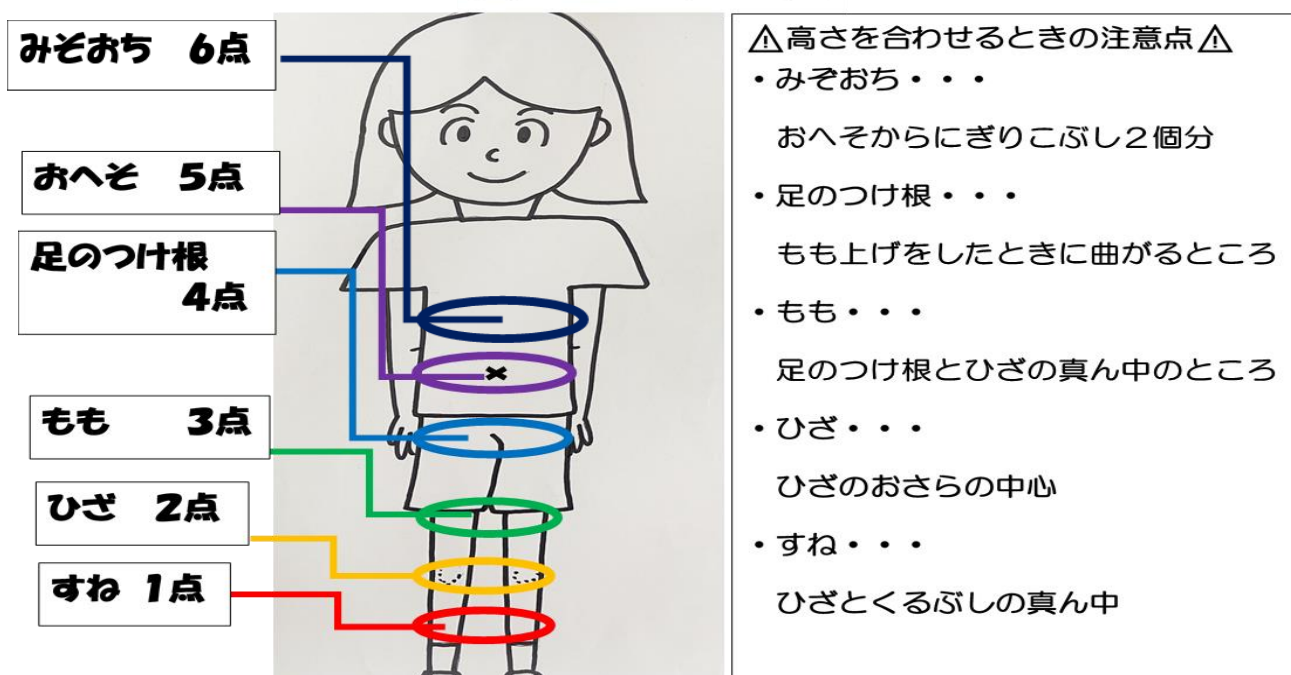 みぞおち 6点
おへそ 5点
足のつけ根
4点
もも 3点
ひざ 2点
すね 1点
⚠高さを合わせるときの注意点⚠
・みぞおち・・・
おへそからにぎりこぶし２個分
・足のつけ根・・・
もも上げをしたときに曲がるところ
・もも・・・
足のつけ根とひざの真ん中のところ
・ひざ・・・
ひざのおさらの中心
・すね・・・
ひざとくるぶしの真ん中